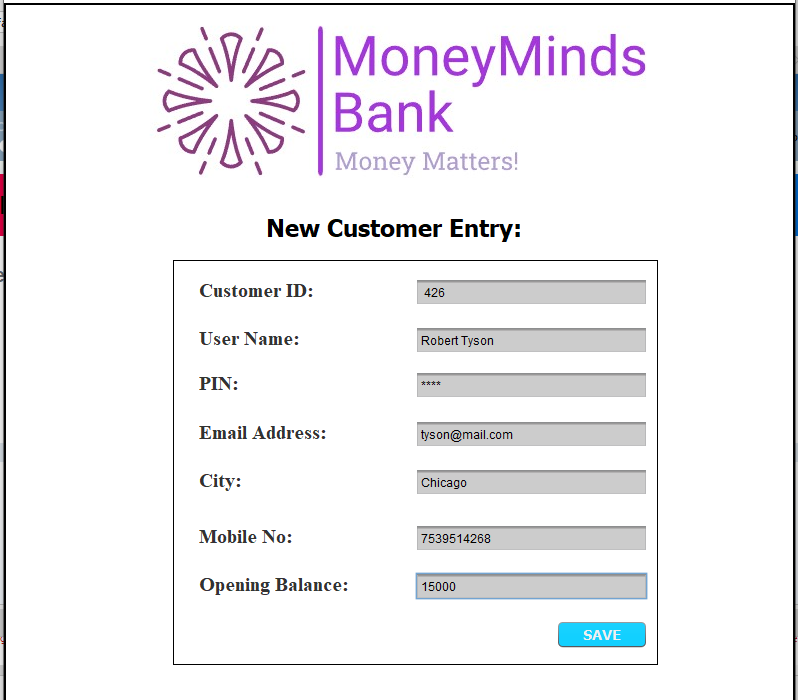 MoneyMinds
Bank
Money Matters!
New Customer Entry:
Customer ID: 426
User Name: Robert Tyson
PIN: ****
Email Address: tyson@mail.com
City: Chicago
Mobile No: 7539514268
Opening Balance: 15000
SAVE